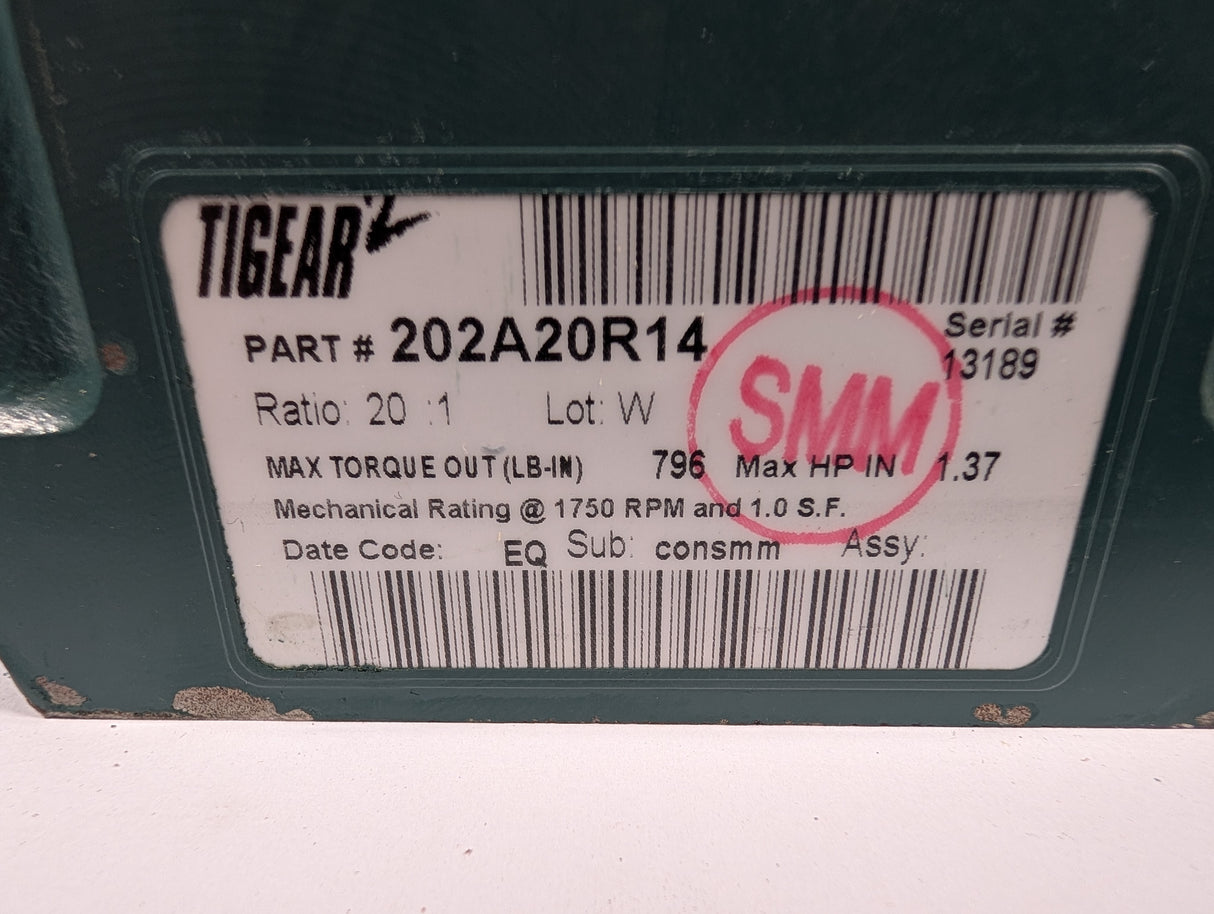 TIGEAR 2
PART # 202A20R14
Serial #
13189
Ratio: 20 :1 Lot: W
SMM
MAX TORQUE OUT (LB-IN) 796 Max HP IN 1.37
Mechanical Rating @ 1750 RPM and 1.0 S.F.
Date Code: EQ Sub: consmm Assy: